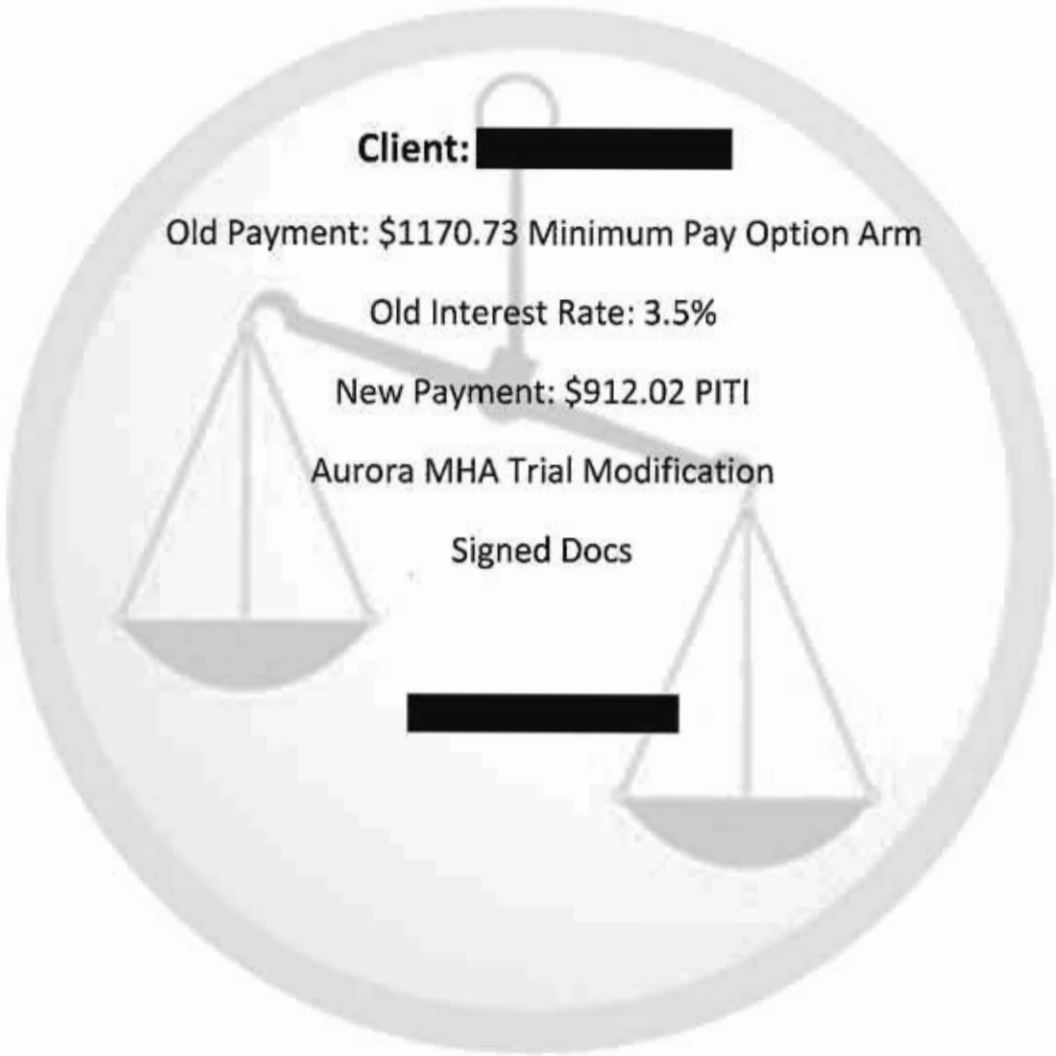 Client:
Old Payment: $1170.73 Minimum Pay Option Arm
Old Interest Rate: 3.5%
New Payment: $912.02 PITI
Aurora MHA Trial Modification
Signed Docs